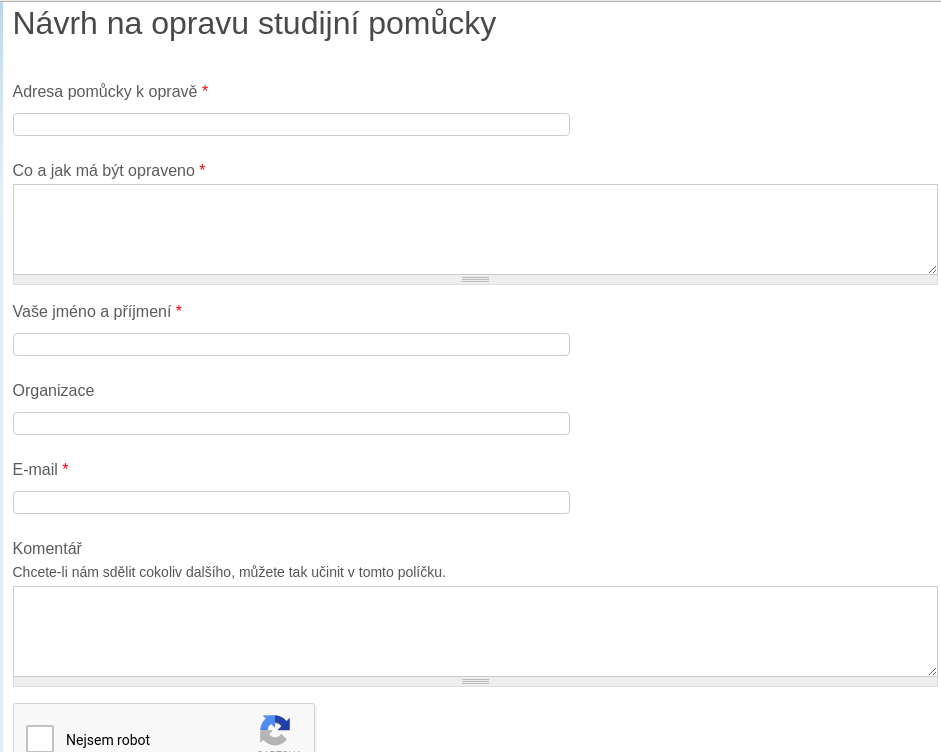 Návrh na opravu studijní pomůcky
Adresa pomůcky k opravě *
Co a jak má být opraveno *
Vaše jméno a příjmení *
Organizace
E-mail *
Komentář
Chcete-li nám sdělit cokoliv dalšího, můžete tak učinit v tomto políčku.
Nejsem robot